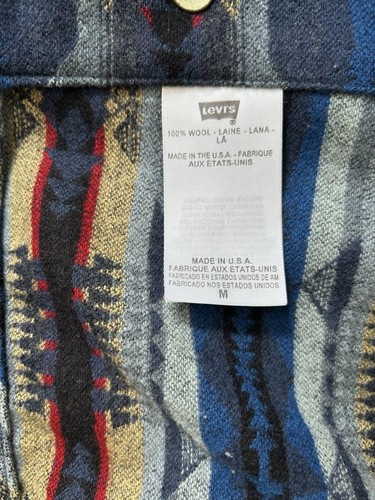 LEVI'S
®
100% WOOL - LAINE - LANA -
LÃ
MADE IN THE U.S.A. - FABRIQUE
AUX ETATS-UNIS
MADE IN U.S.A.
FABRIQUE AUX ETATS-UNIS
FABRICADO EN ESTADOS UNIDOS DE AM
FABRICADO NOS ESTADOS UNIDOS
M